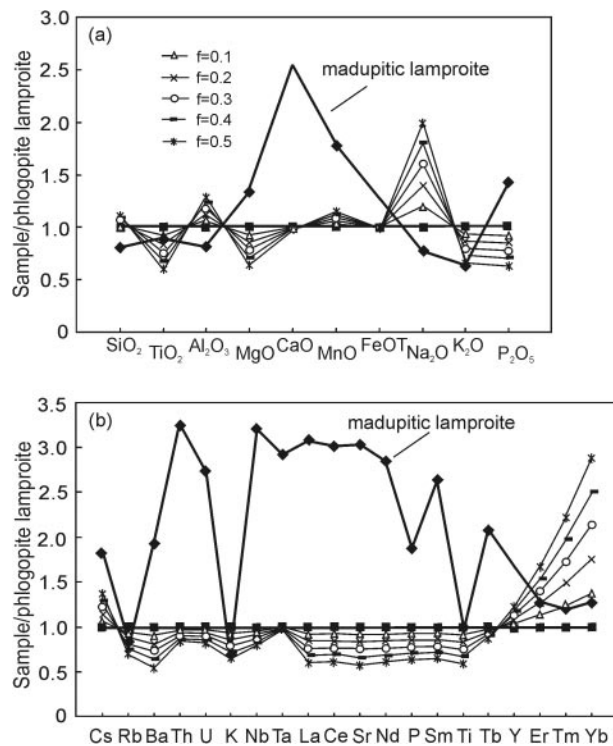 (a)
3.0
2.5
2.0
1.5
1.0
0.5
0
Sample/phlogopite lamproite
f=0.1
f=0.2
f=0.3
f=0.4
f=0.5
madupitic lamproite
SiO₂ TiO₂ Al₂O₃ MgO CaO MnO FeOT Na₂O K₂O P₂O₅
(b)
3.5
3.0
2.5
2.0
1.5
1.0
0.5
0
Sample/phlogopite lamproite
madupitic lamproite
Cs Rb Ba Th U K Nb Ta La Ce Sr Nd P Sm Ti Tb Y Er Tm Yb